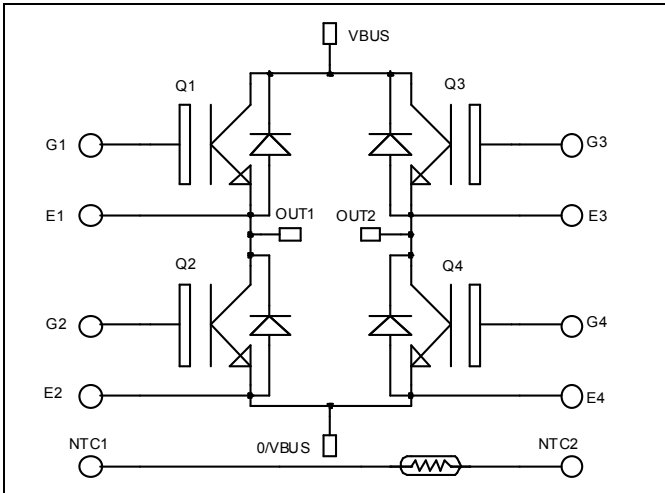 VBUS
Q1
Q3
G1
G3
E1
E3
OUT1
OUT2
Q2
Q4
G2
G4
E2
E4
0/VBUS
NTC1
NTC2